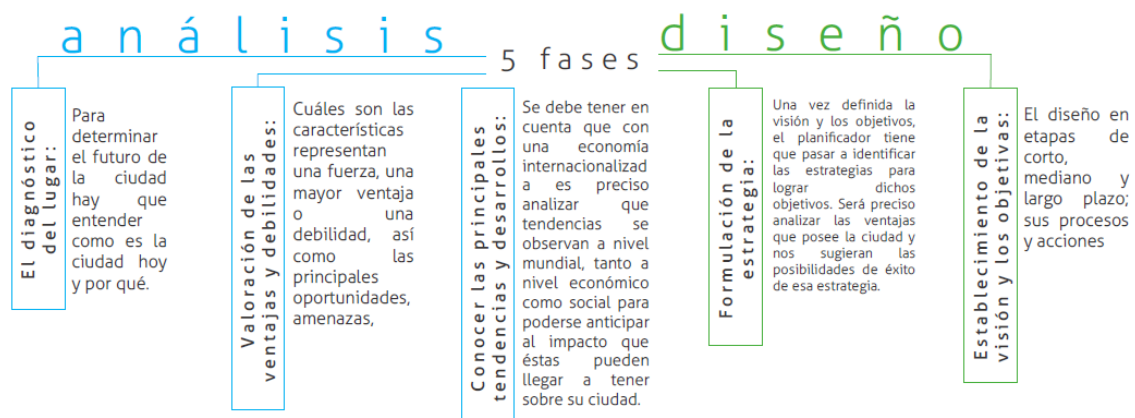 análisis
diseño
5 fases
El diagnóstico
del lugar:
Para
determinar
el futuro de
la ciudad
hay que
entender
como es la
ciudad hoy
y por qué.
Valoración de las
ventajas y debilidades:
Cuáles son las
características
representan
una fuerza, una
mayor ventaja
o una
debilidad, así
como las
principales
oportunidades,
amenazas,
Conocer las principales
tendencias y desarrollos:
Se debe tener en
cuenta que con
una economía
internacionalizad
a es preciso
analizar que
tendencias se
observan a nivel
mundial, tanto a
nivel económico
como social para
poderse anticipar
al impacto que
éstas pueden
llegar a tener
sobre su ciudad.
Formulación de la
estrategia:
Una vez definida la
visión y los objetivos,
el planificador tiene
que pasar a identificar
las estrategias para
lograr dichos
objetivos. Será preciso
analizar las ventajas
que posee la ciudad y
nos sugieran las
posibilidades de éxito
de esa estrategia.
Establecimiento de la
visión y los objetivas:
El diseño en
etapas de
corto,
mediano y
largo plazo;
sus procesos
y acciones